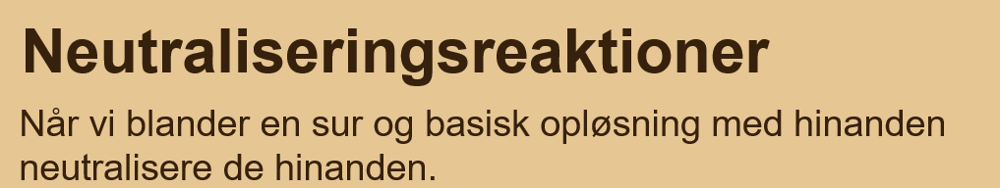 Neutraliseringsreaktioner
Når vi blander en sur og basisk opløsning med hinanden
neutralisere de hinanden.